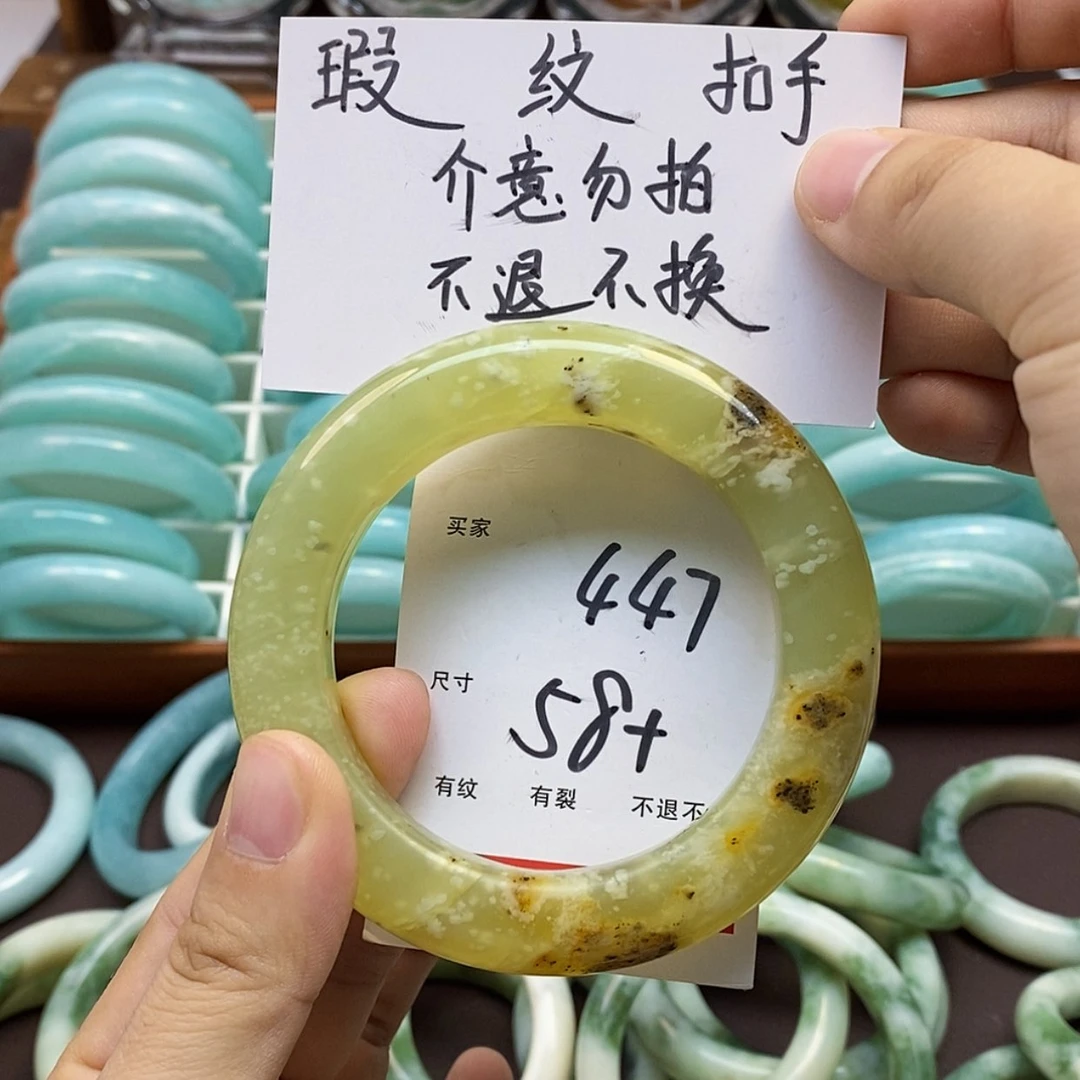 瑕 纹 扣手
介意勿拍
不退不换
买家
447
尺寸
58+
有纹 有裂 不退不